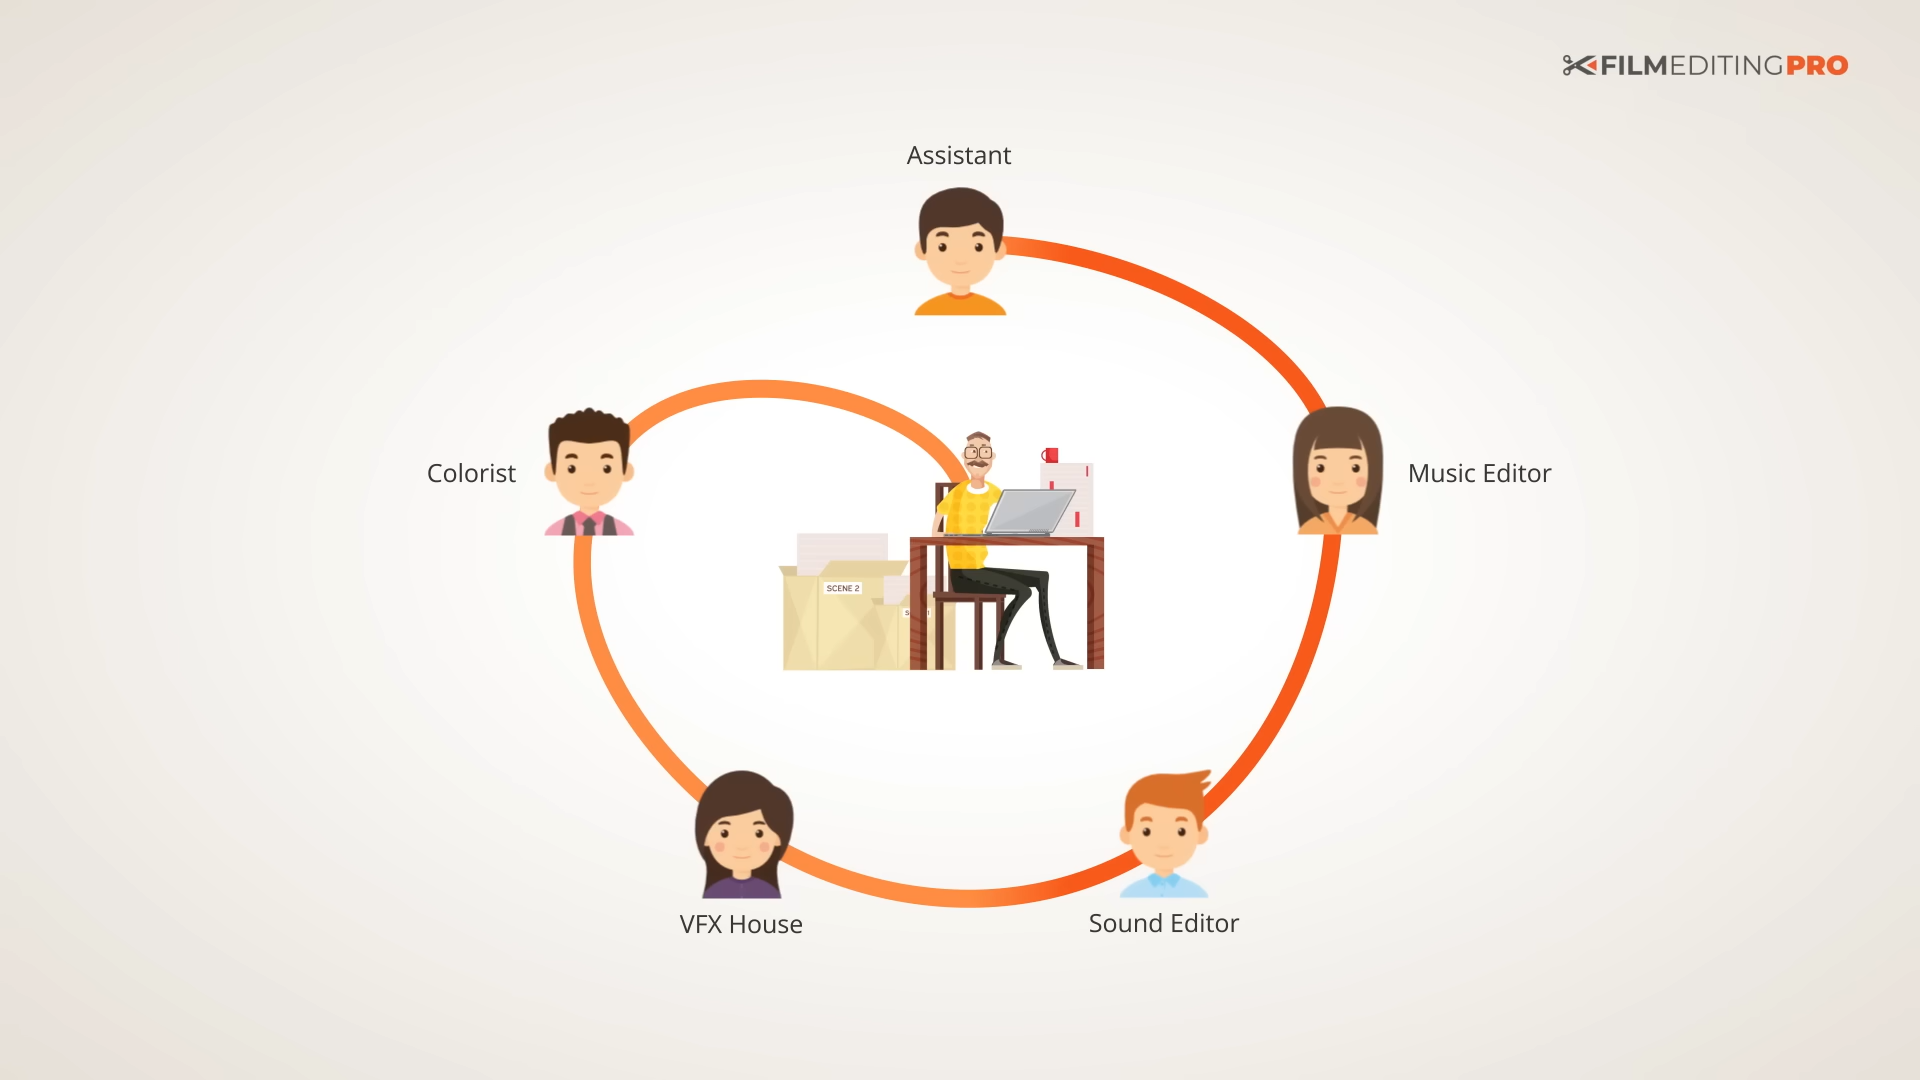 FILMEDITINGPRO
Assistant
Colorist
Music Editor
SCENE 2
VFX House
Sound Editor